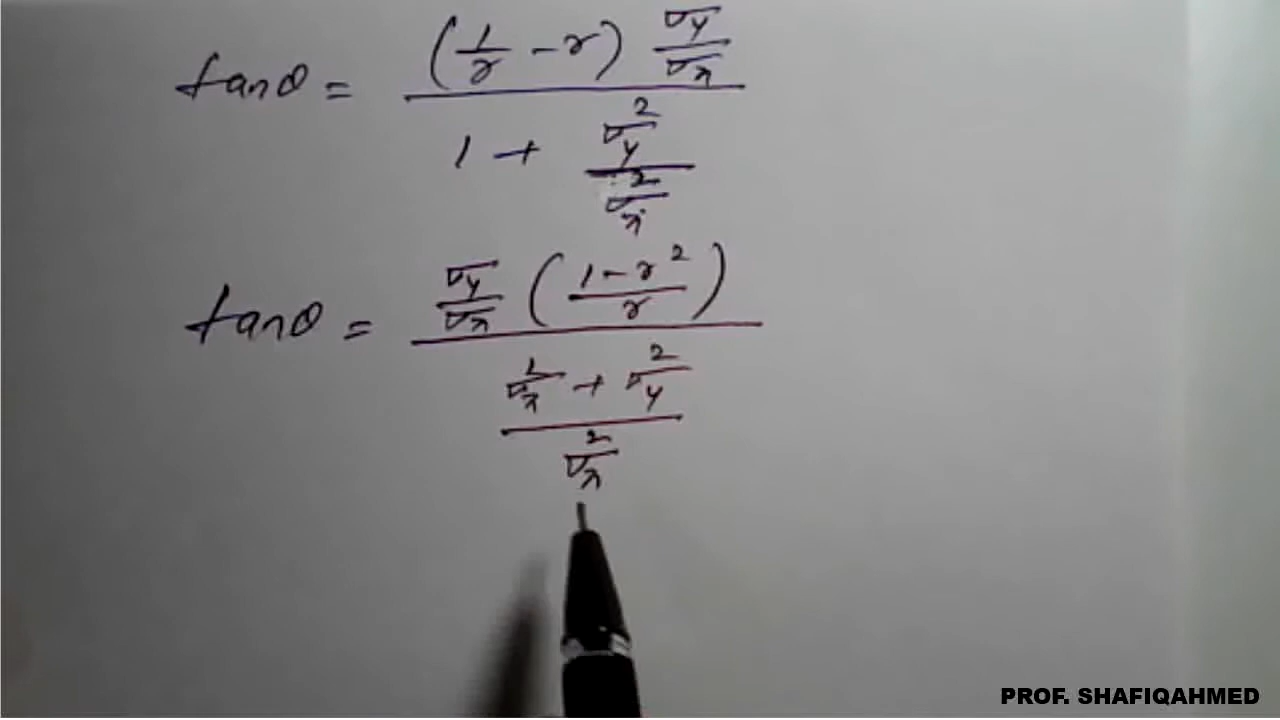 tanθ = (1/r - r) σy/σx / 1 + σy²/σx²
tanθ = σy/σx (1-r²/r) / σx² + σy² / σx²
PROF. SHAFIQAHMED